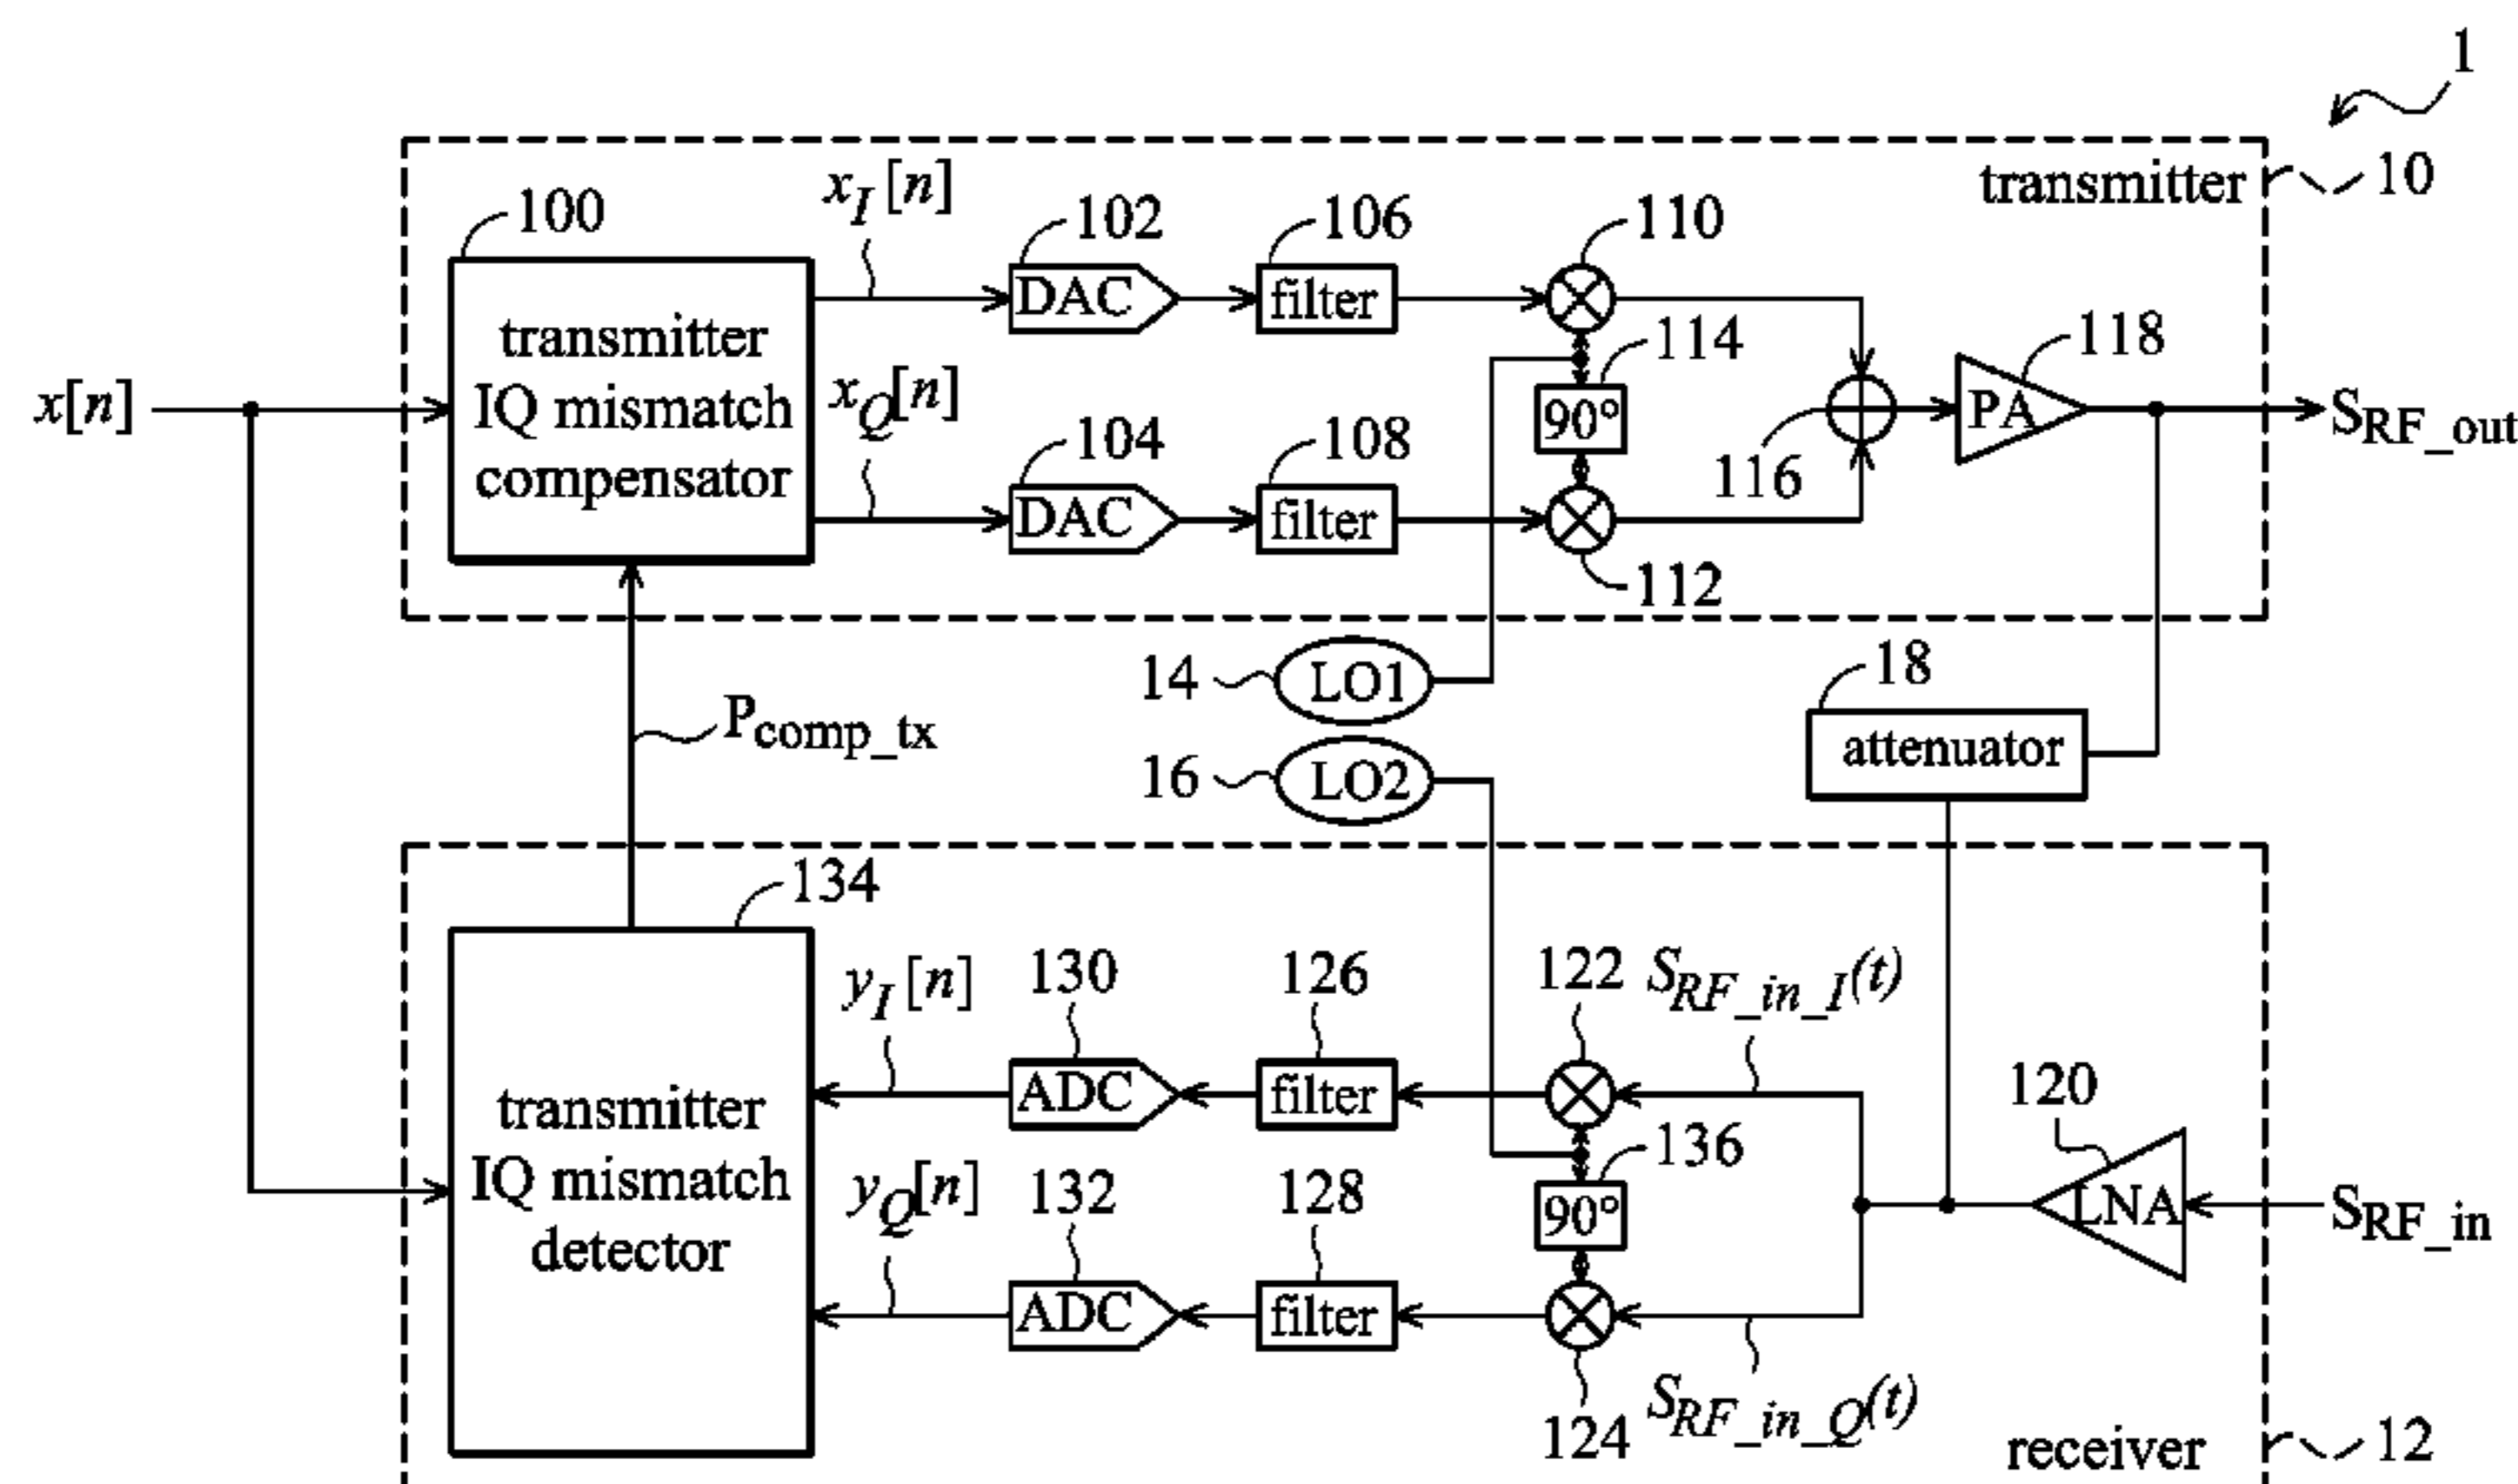 1
transmitter 10
100
x_I[n]
102
106
110
DAC
filter
114
118
transmitter
IQ mismatch
compensator
x[n]
x_Q[n]
90°
PA
S_RF_out
104
108
116
DAC
filter
112
14
LO1
18
P_comp_tx
attenuator
16
LO2
134
y_I[n]
130
126
122
S_RF_in_I(t)
ADC
filter
120
136
transmitter
IQ mismatch
detector
y_Q[n]
132
128
90°
LNA
S_RF_in
ADC
filter
124
S_RF_in_Q(t)
receiver 12